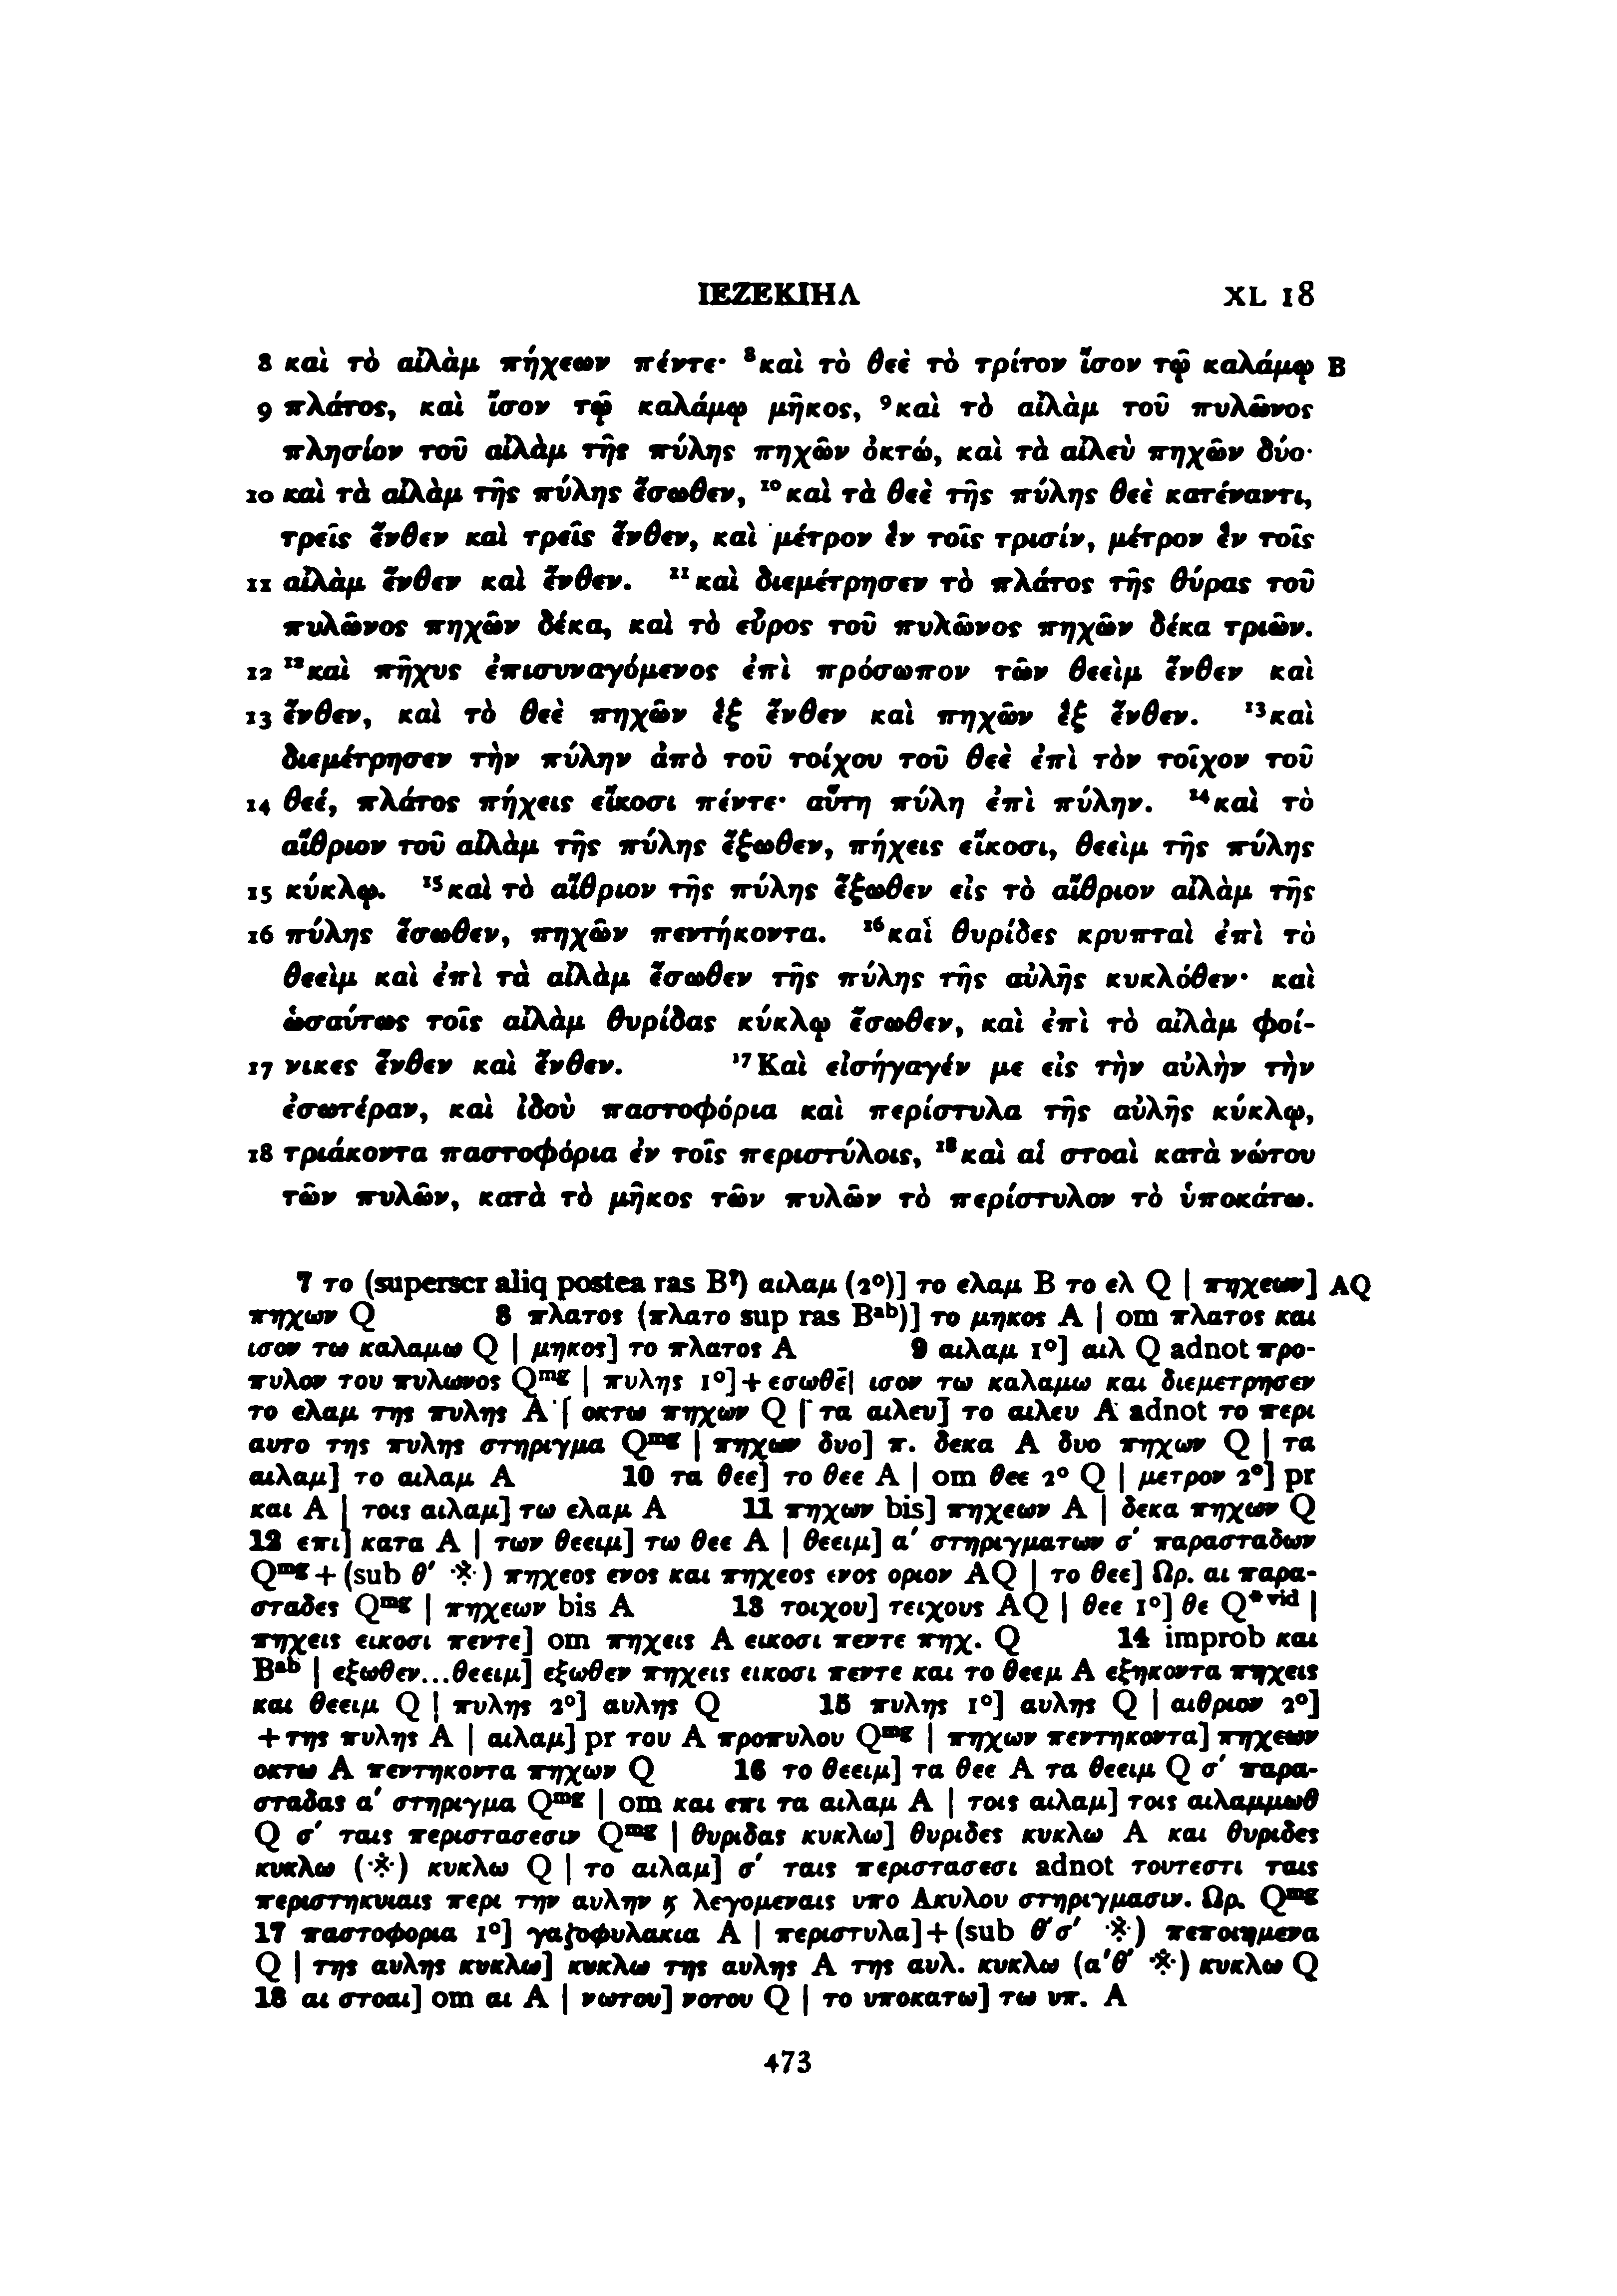 ΙΕΖΕΚΙΗΛ XL 18
8 καὶ τὸ αἰλὰμ πήχεων πέντε· ⁸καὶ τὸ θεὲ τὸ τρίτον ἴσον τῷ καλάμῳ B
9 πλάτος, καὶ ἴσον τῷ καλάμῳ μῆκος, ⁹καὶ τὸ αἰλὰμ τοῦ πυλῶνος
πλησίον τοῦ αἰλὰμ τῆς πύλης πηχῶν ὀκτώ, καὶ τὰ αἰλεὺ πηχῶν δύο·
10 καὶ τὰ αἰλὰμ τῆς πύλης ἔσωθεν, ¹⁰καὶ τὰ θεὲ τῆς πύλης θεὲ κατέναντι,
τρεῖς ἔνθεν καὶ τρεῖς ἔνθεν, καὶ μέτρον ἓν τοῖς τρισίν, μέτρον ἓν τοῖς
11 αἰλὰμ ἔνθεν καὶ ἔνθεν. ¹¹καὶ διεμέτρησεν τὸ πλάτος τῆς θύρας τοῦ
πυλῶνος πηχῶν δέκα, καὶ τὸ εὖρος τοῦ πυλῶνος πηχῶν δέκα τριῶν.
12 ¹²καὶ πῆχυς ἐπισυναγόμενος ἐπὶ πρόσωπον τῶν θεεὶμ ἔνθεν καὶ
13 ἔνθεν, καὶ τὸ θεὲ πηχῶν ἓξ ἔνθεν καὶ πηχῶν ἓξ ἔνθεν. ¹³καὶ
διεμέτρησεν τὴν πύλην ἀπὸ τοῦ τοίχου τοῦ θεὲ ἐπὶ τὸν τοῖχον τοῦ
14 θεέ, πλάτος πήχεις εἴκοσι πέντε· αὕτη πύλη ἐπὶ πύλην. ¹⁴καὶ τὸ
αἴθριον τοῦ αἰλὰμ τῆς πύλης ἔξωθεν, πήχεις εἴκοσι, θεεὶμ τῆς πύλης
15 κύκλῳ. ¹⁵καὶ τὸ αἴθριον τῆς πύλης ἔξωθεν εἰς τὸ αἴθριον αἰλὰμ τῆς
16 πύλης ἔσωθεν, πηχῶν πεντήκοντα. ¹⁶καὶ θυρίδες κρυπταὶ ἐπὶ τὸ
θεεὶμ καὶ ἐπὶ τὰ αἰλὰμ ἔσωθεν τῆς πύλης τῆς αὐλῆς κυκλόθεν· καὶ
ὡσαύτως τοῖς αἰλὰμ θυρίδας κύκλῳ ἔσωθεν, καὶ ἐπὶ τὸ αἰλὰμ φοί-
17 νικες ἔνθεν καὶ ἔνθεν. ¹⁷Καὶ εἰσήγαγέν με εἰς τὴν αὐλὴν τὴν
ἐσωτέραν, καὶ ἰδοὺ παστοφόρια καὶ περίστυλα τῆς αὐλῆς κύκλῳ,
18 τριάκοντα παστοφόρια ἐν τοῖς περιστύλοις, ¹⁸καὶ αἱ στοαὶ κατὰ νώτου
τῶν πυλῶν, κατὰ τὸ μῆκος τῶν πυλῶν τὸ περίστυλον τὸ ὑποκάτω.
7 το (superscr aliq postea ras B?) αιλαμ (2°)] το ελαμ B το ελ Q | πηχεων] AQ
πηχων Q 8 πλατος (πλατο sup ras Bᵃᵇ)] το μηκος A | om πλατος και
ισον τω καλαμω Q | μηκος] το πλατος A 9 αιλαμ 1°] αιλ Q adnot προ-
πυλον του πυλωνος Qᵐᵍ | πυλης 1°]+εσωθε̄| ισον τω καλαμω και διεμετρησεν
το ελαμ της πυλης A | οκτω πηχων Q | τα αιλευ] το αιλευ A adnot το περι
αυτο της πυλης στηριγμα Qᵐᵍ | πηχων δυο] π. δεκα A δυο πηχων Q | τα
αιλαμ] το αιλαμ A 10 τα θεε] το θεε A | om θεε 2° Q | μετρον 2°] pr
και A | τοις αιλαμ] τω ελαμ A 11 πηχων bis] πηχεων A | δεκα πηχων Q
12 επι] κατα A | των θεειμ] τω θεε A | θεειμ] α′ στηριγματων σ′ παρασταδων
Qᵐᵍ+(sub θ′ ※) πηχεος ενος και πηχεος ενος οριον AQ | το θεε] Ωρ. αι παρα-
σταδες Qᵐᵍ | πηχεων bis A 13 τοιχου] τειχους AQ | θεε 1°] θε Q*ᵛⁱᵈ |
πηχεις εικοσι πεντε] om πηχεις A εικοσι πεντε πηχ. Q 14 improb και
Bᵃᵇ | εξωθεν...θεειμ] εξωθεν πηχεις εικοσι πεντε και το θεεμ A εξηκοντα πηχεις
και θεειμ Q | πυλης 2°] αυλης Q 15 πυλης 1°] αυλης Q | αιθριον 2°]
+της πυλης A | αιλαμ] pr του A προπυλου Qᵐᵍ | πηχων πεντηκοντα] πηχεων
οκτω A πεντηκοντα πηχων Q 16 το θεειμ] τα θεε A τα θεειμ Q σ′ παρα-
σταδας α′ στηριγμα Qᵐᵍ | om και επι τα αιλαμ A | τοις αιλαμ] τοις αιλαμμωθ
Q σ′ ταις περιστασεσιν Qᵐᵍ | θυριδας κυκλω] θυριδες κυκλω A και θυριδες
κυκλω (※) κυκλω Q | το αιλαμ] σ′ ταις περιστασεσι adnot τουτεστι ταις
περιστηκυιαις περι την αυλην ϗ λεγομεναις υπο Ακυλου στηριγμασιν. Ωρ. Qᵐᵍ
17 παστοφορια 1°] γαζοφυλακια A | περιστυλα]+(sub θ′σ′ ※) πεποιημενα
Q | της αυλης κυκλω] κυκλω της αυλης A της αυλ. κυκλω (α′θ′ ※) κυκλω Q
18 αι στοαι] om αι A | νωτου] νοτου Q | το υποκατω] τω υπ. A
473